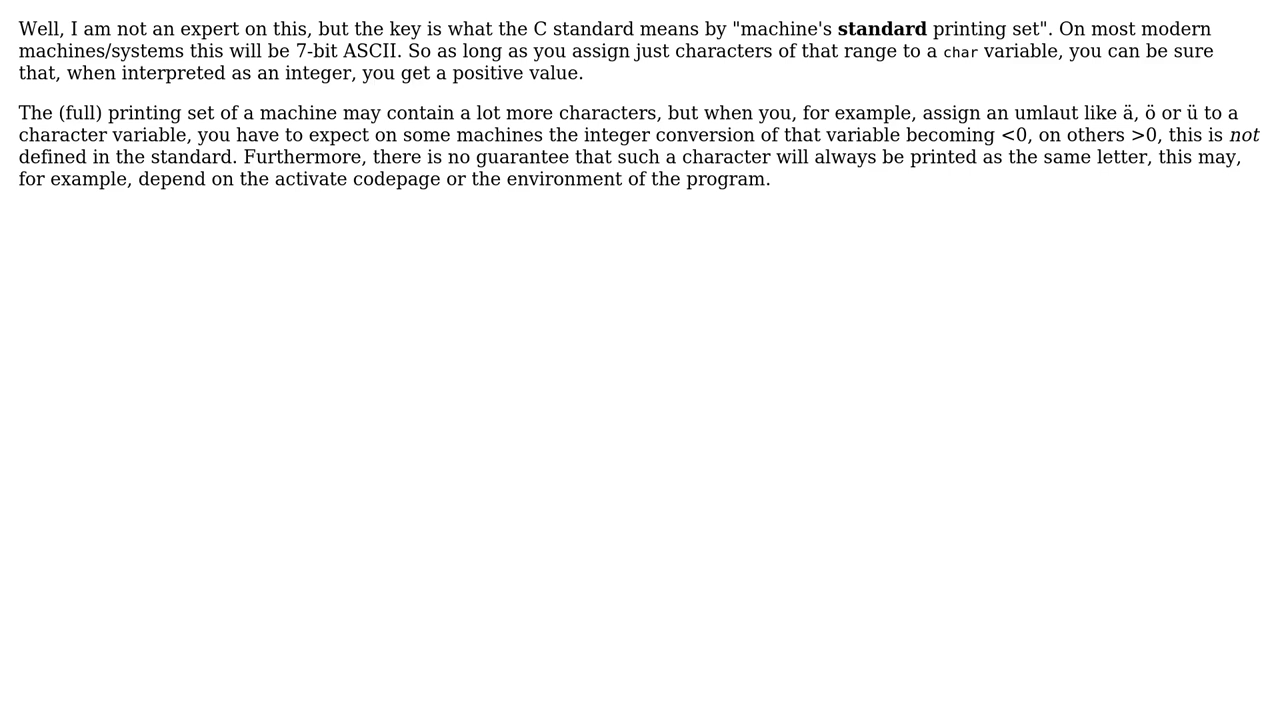 Well, I am not an expert on this, but the key is what the C standard means by "machine's standard printing set". On most modern
machines/systems this will be 7-bit ASCII. So as long as you assign just characters of that range to a char variable, you can be sure
that, when interpreted as an integer, you get a positive value.
The (full) printing set of a machine may contain a lot more characters, but when you, for example, assign an umlaut like ä, ö or ü to a
character variable, you have to expect on some machines the integer conversion of that variable becoming <0, on others >0, this is not
defined in the standard. Furthermore, there is no guarantee that such a character will always be printed as the same letter, this may,
for example, depend on the activate codepage or the environment of the program.